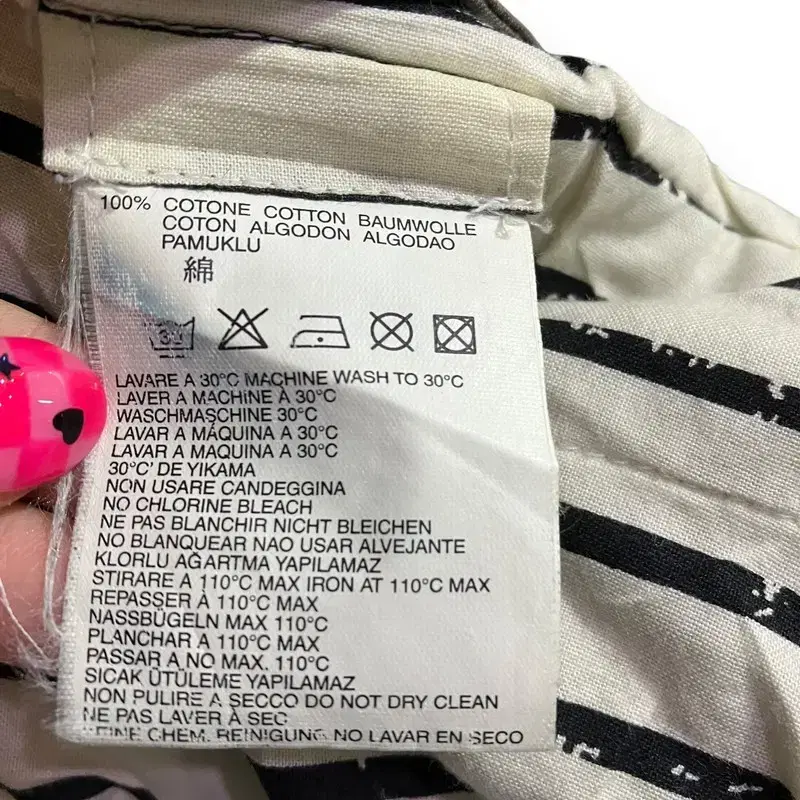 100% COTONE COTTON BAUMWOLLE
COTON ALGODON ALGODAO
PAMUKLU
綿
30
LAVARE A 30°C MACHINE WASH TO 30°C
LAVER A MACHINE À 30°C
WASCHMASCHINE 30°C
LAVAR A MÁQUINA A 30°C
LAVAR A MAQUINA A 30°C
30°C' DE YIKAMA
NON USARE CANDEGGINA
NO CHLORINE BLEACH
NE PAS BLANCHIR NICHT BLEICHEN
NO BLANQUEAR NAO USAR ALVEJANTE
KLORLU AĞARTMA YAPILAMAZ
STIRARE A 110°C MAX IRON AT 110°C MAX
REPASSER À 110°C MAX
NASSBÜGELN MAX 110°C
PLANCHAR A 110°C MAX
PASSAR A NO MAX. 110°C
SICAK ÜTÜLEME YAPILAMAZ
NON PULIRE A SECCO DO NOT DRY CLEAN
NE PAS LAVER À SEC
KEINE CHEM. REINIGUNG NO LAVAR EN SECO